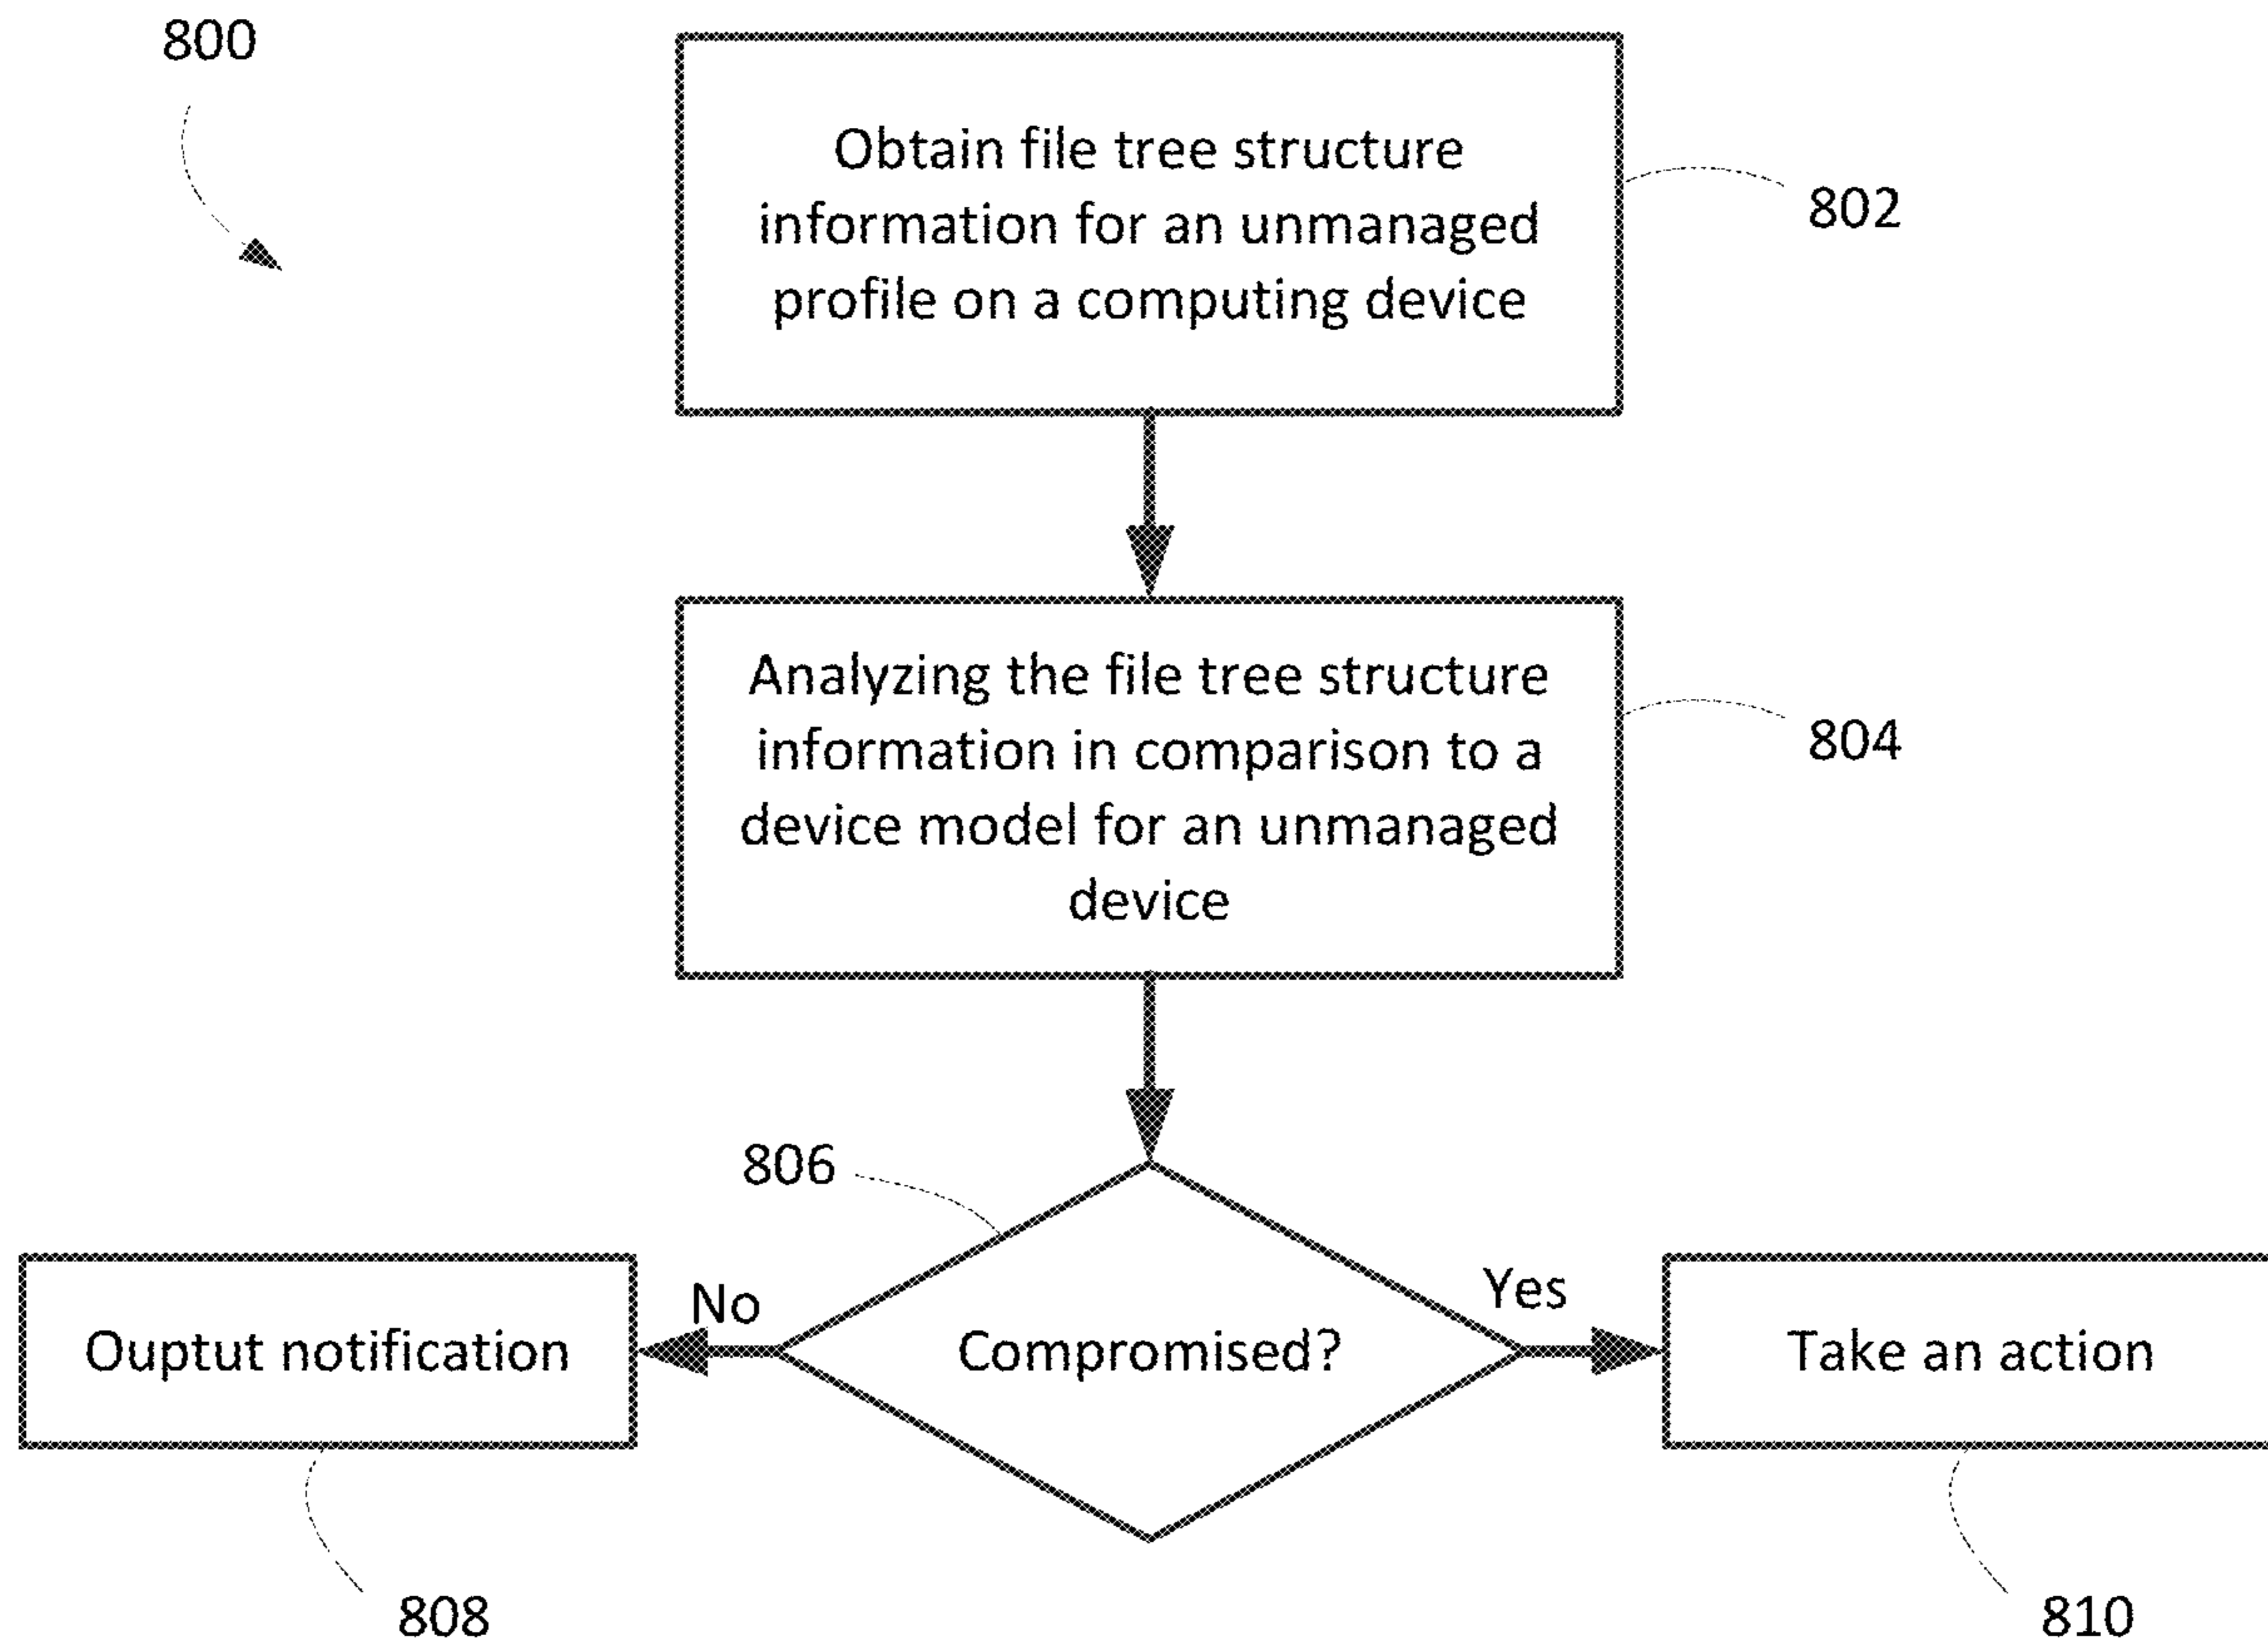 800
Obtain file tree structure
information for an unmanaged
profile on a computing device
802
Analyzing the file tree structure
information in comparison to a
device model for an unmanaged
device
804
806
No
Yes
Ouptut notification
Compromised?
Take an action
808
810